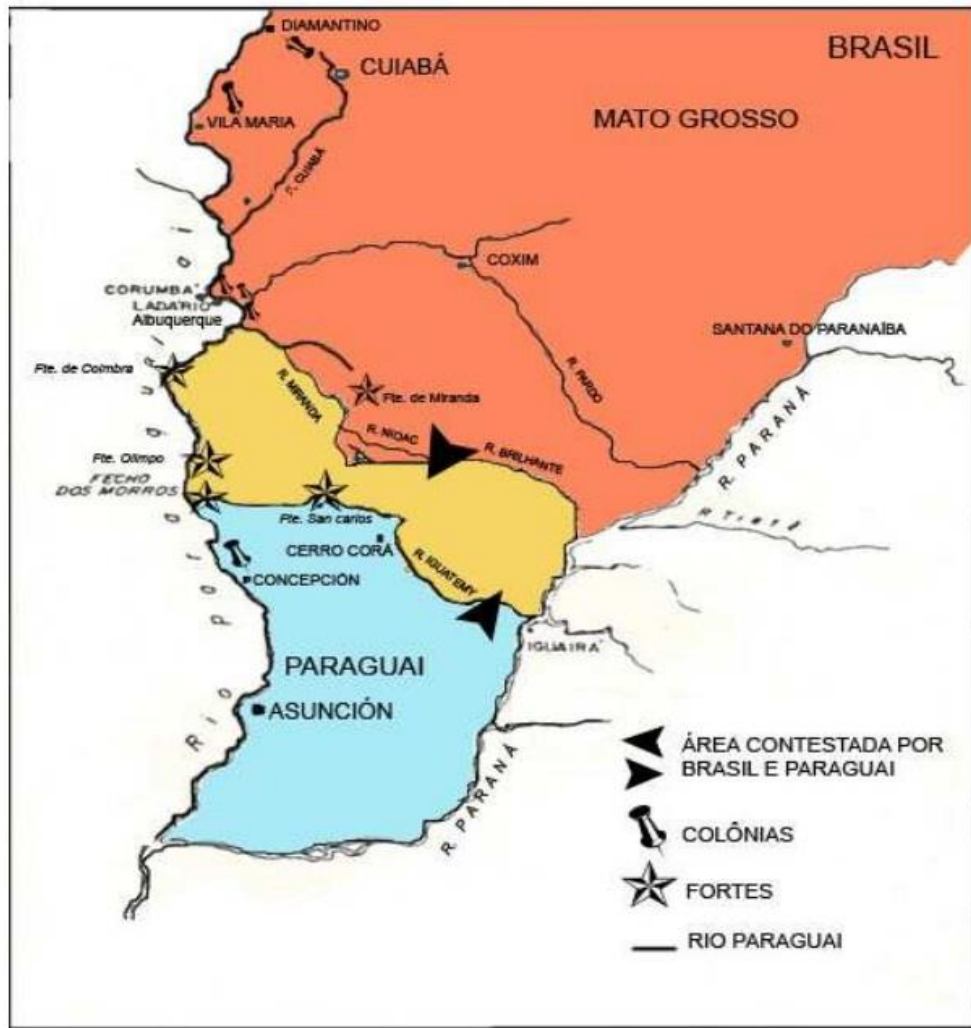 DIAMANTINO
BRASIL
CUIABÁ
MATO GROSSO
VILA MARIA
R. CUIABÁ
COXIM
CORUMBÁ
LADÁRIO
Albuquerque
SANTANA DO PARANAÍBA
Fte. de Coimbra
R. MIRANDA
Fte. de Miranda
R. PARDO
R. NIOAC
R. BRILHANTE
R. PARANÁ
Fte. Olimpo
FECHO
DOS MORROS
R TIETÊ
Fte. San carlos
CERRO CORÁ
R. IGUATEMY
CONCEPCIÓN
IGUAIRÁ
PARAGUAI
ASUNCIÓN
Rio paraguai
R. PARANÁ
ÁREA CONTESTADA POR
BRASIL E PARAGUAI
COLÔNIAS
FORTES
RIO PARAGUAI